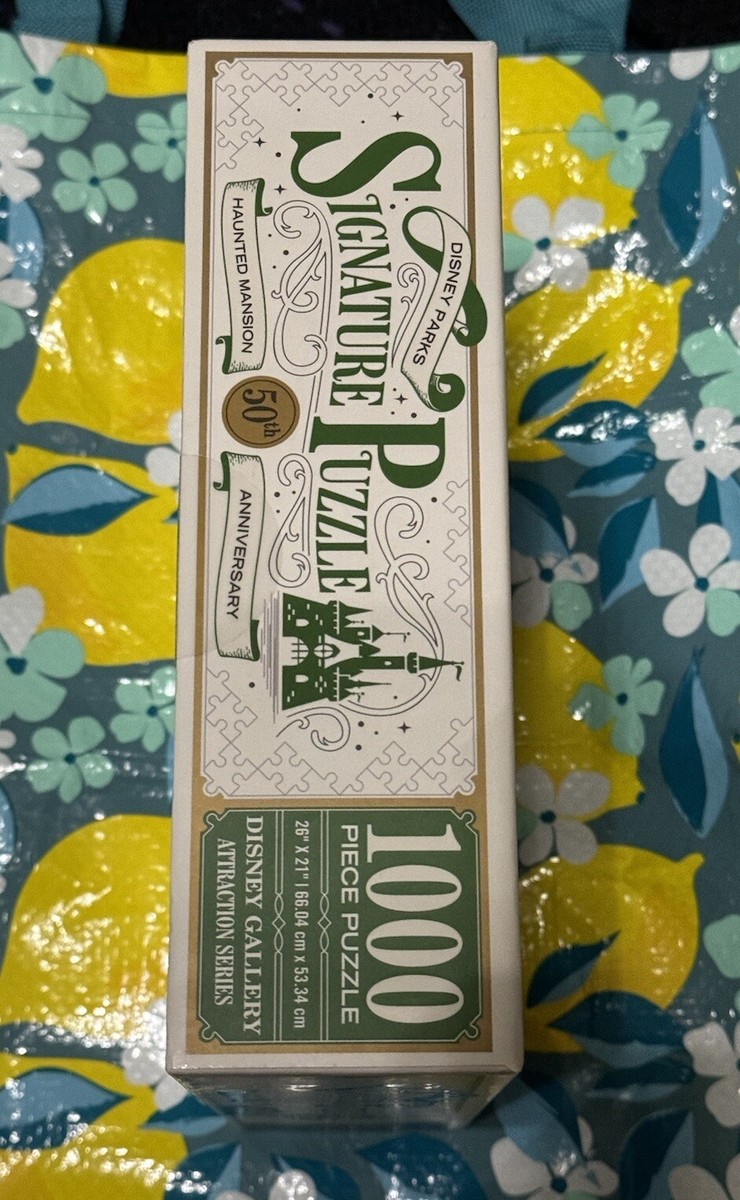 DISNEY PARKS
SIGNATURE PUZZLE
HAUNTED MANSION 50th ANNIVERSARY
1000
PIECE PUZZLE
26" X 21" | 66.04 cm x 53.34 cm
DISNEY GALLERY
ATTRACTION SERIES